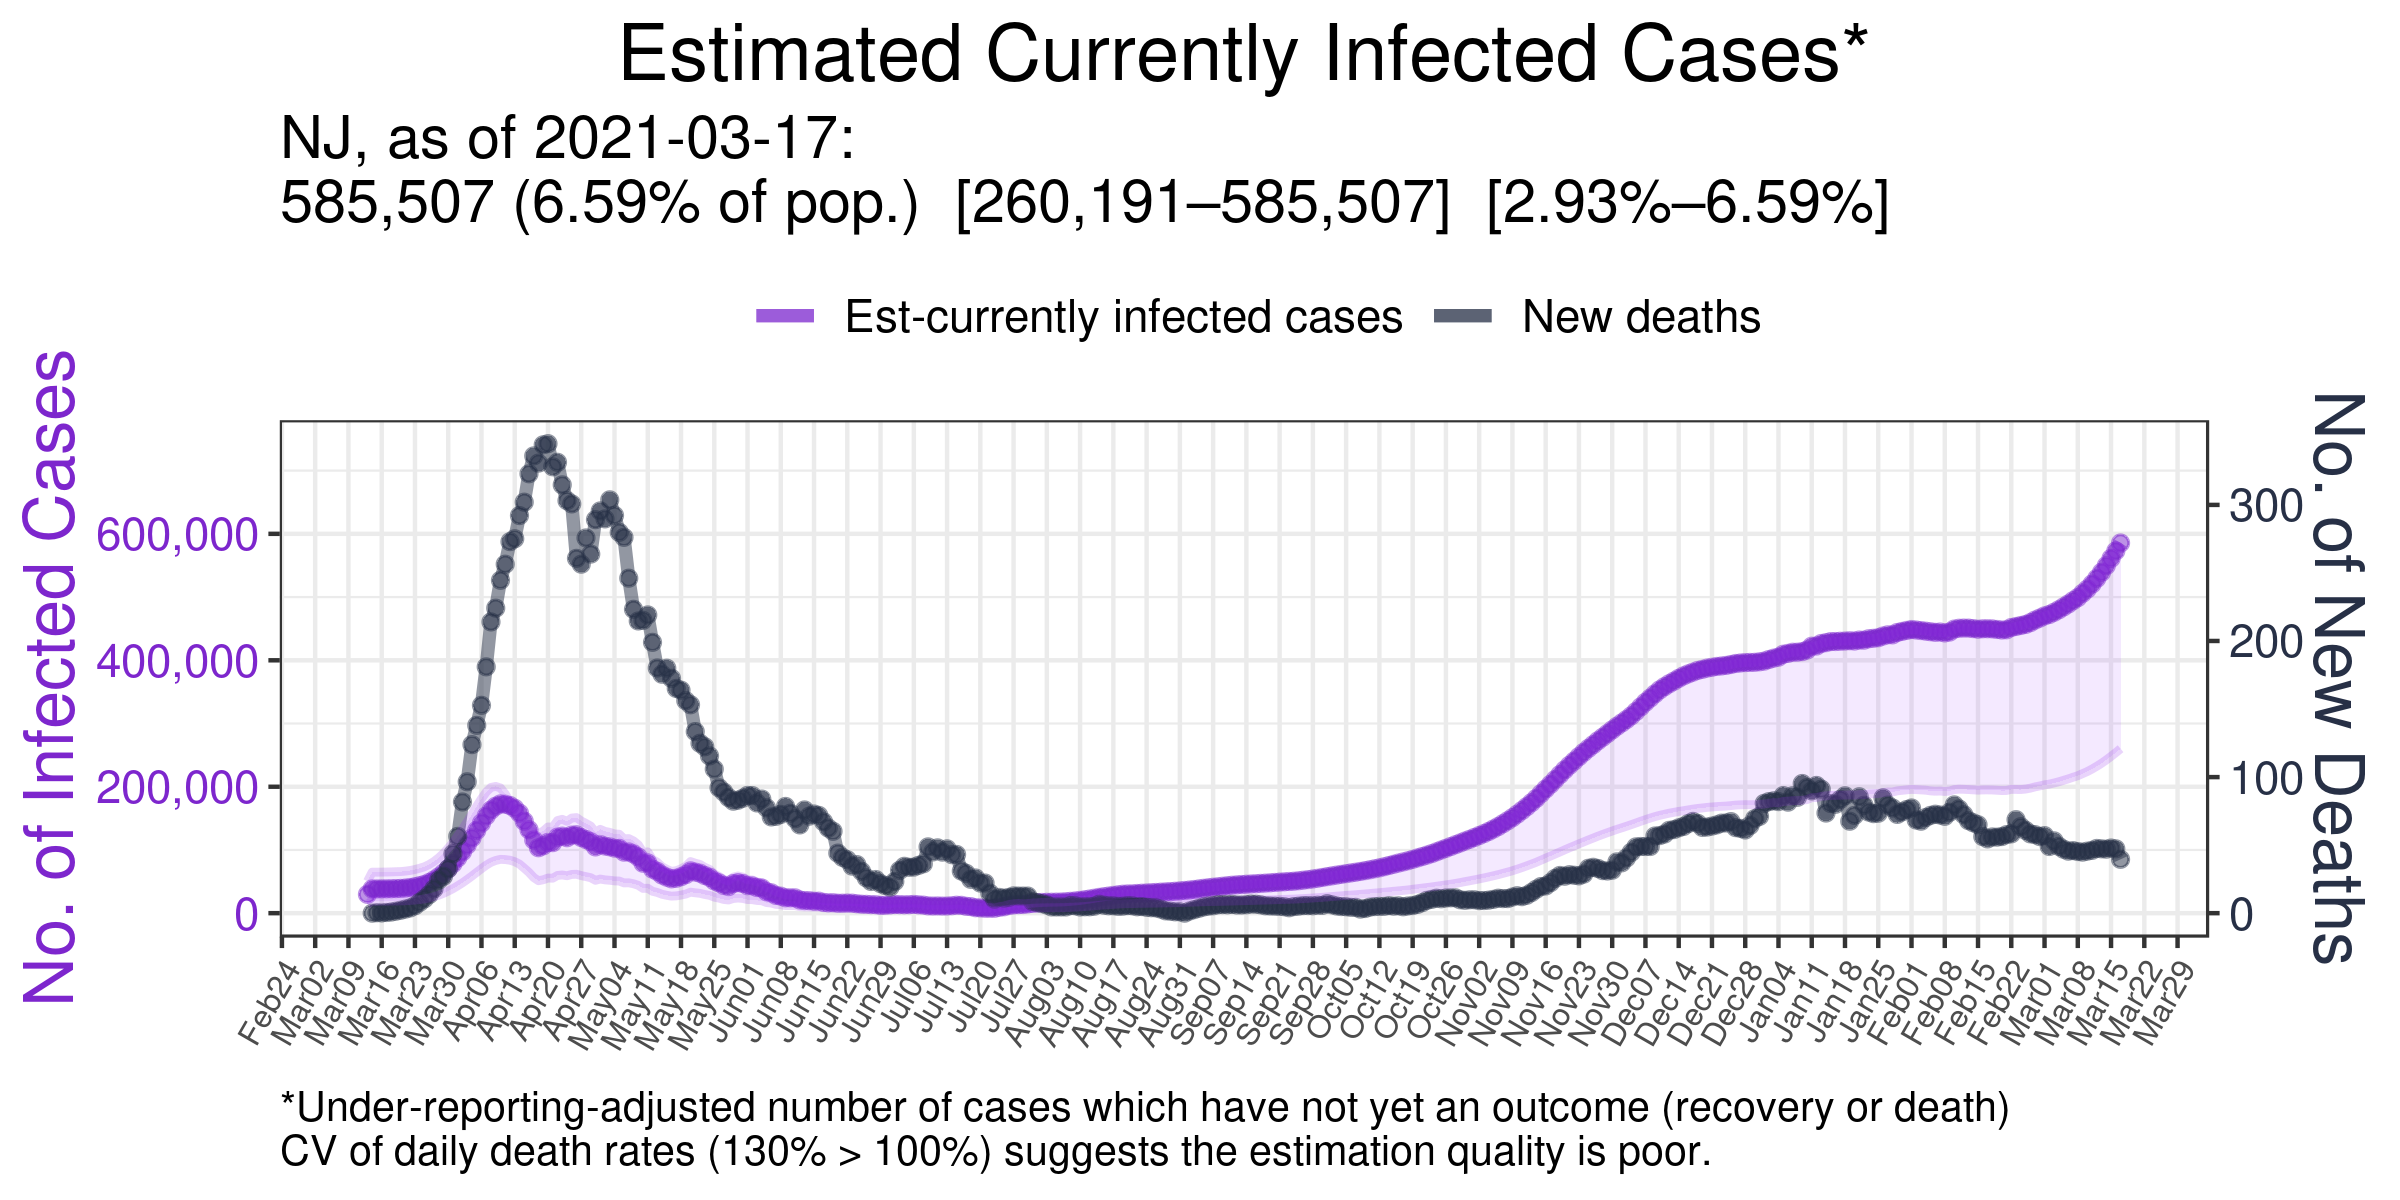 Estimated Currently Infected Cases*
NJ, as of 2021-03-17:
585,507 (6.59% of pop.)  [260,191–585,507]  [2.93%–6.59%]
Est-currently infected cases
New deaths
No. of Infected Cases
600,000
400,000
200,000
0
300
200
100
0
No. of New Deaths
Feb24
Mar02
Mar09
Mar16
Mar23
Mar30
Apr06
Apr13
Apr20
Apr27
May04
May11
May18
May25
Jun01
Jun08
Jun15
Jun22
Jun29
Jul06
Jul13
Jul20
Jul27
Aug03
Aug10
Aug17
Aug24
Aug31
Sep07
Sep14
Sep21
Sep28
Oct05
Oct12
Oct19
Oct26
Nov02
Nov09
Nov16
Nov23
Nov30
Dec07
Dec14
Dec21
Dec28
Jan04
Jan11
Jan18
Jan25
Feb01
Feb08
Feb15
Feb22
Mar01
Mar08
Mar15
Mar22
Mar29
*Under-reporting-adjusted number of cases which have not yet an outcome (recovery or death)
CV of daily death rates (130% > 100%) suggests the estimation quality is poor.